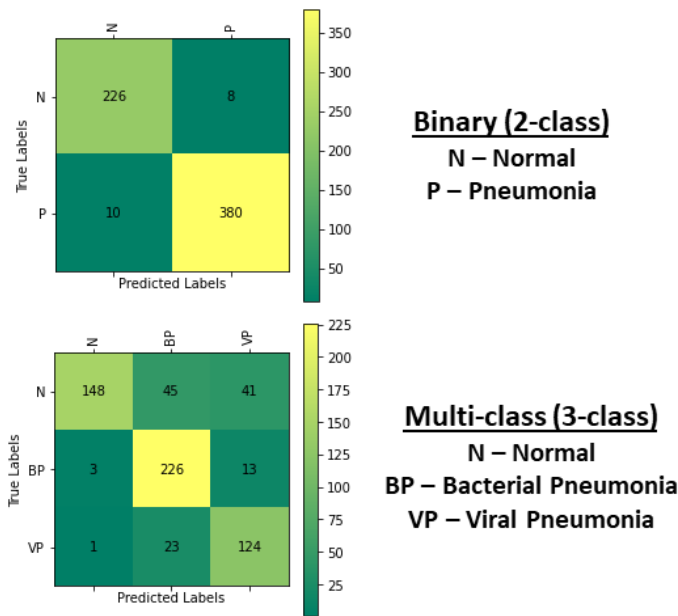 N P
350
300
250
200
150
100
50
True Labels
N 226 8
P 10 380
Predicted Labels
Binary (2-class)
N – Normal
P – Pneumonia
N BP VP
225
200
175
150
125
100
75
50
25
True Labels
N 148 45 41
BP 3 226 13
VP 1 23 124
Predicted Labels
Multi-class (3-class)
N – Normal
BP – Bacterial Pneumonia
VP – Viral Pneumonia